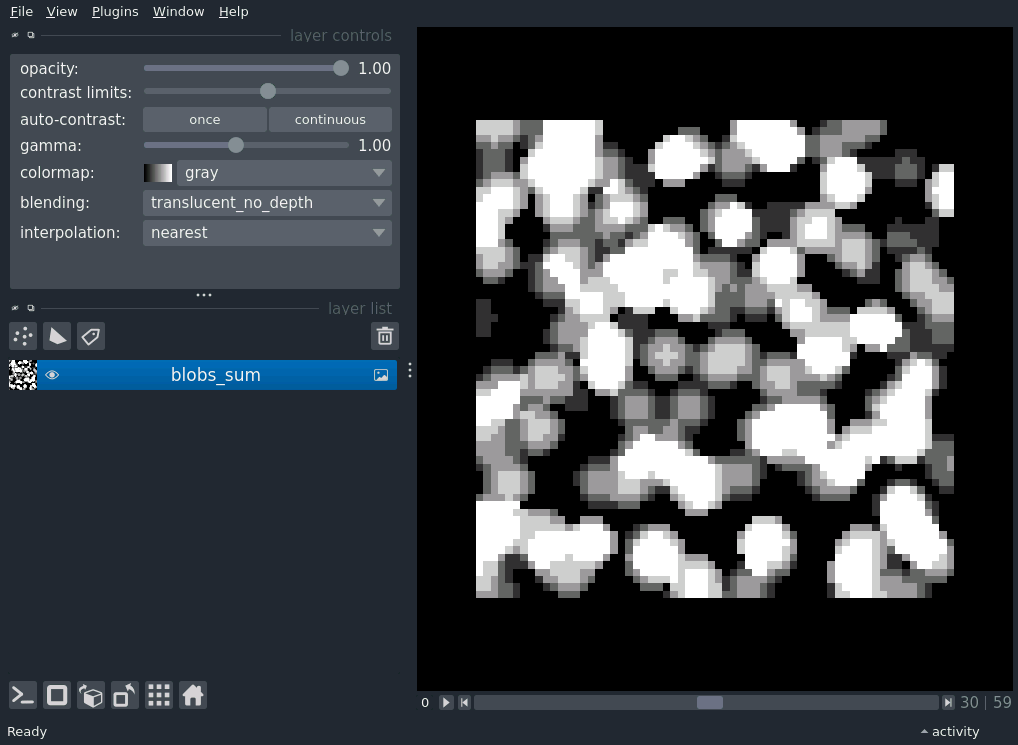 File View Plugins Window Help
layer controls
opacity: 1.00
contrast limits:
auto-contrast: once continuous
gamma: 1.00
colormap: gray
blending: translucent_no_depth
interpolation: nearest
layer list
blobs_sum
0 30 | 59
Ready activity